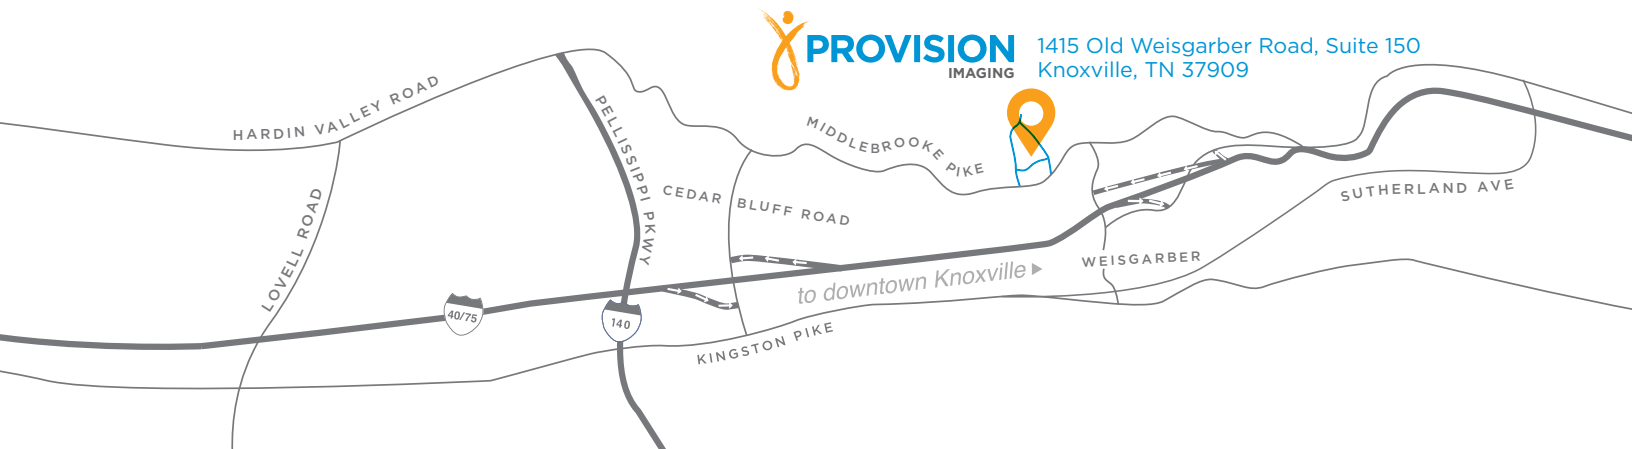 PROVISION
IMAGING
1415 Old Weisgarber Road, Suite 150
Knoxville, TN 37909
HARDIN VALLEY ROAD
PELLISSIPPI PKWY
MIDDLEBROOKE PIKE
CEDAR BLUFF ROAD
SUTHERLAND AVE
LOVELL ROAD
WEISGARBER
to downtown Knoxville
40/75
140
KINGSTON PIKE